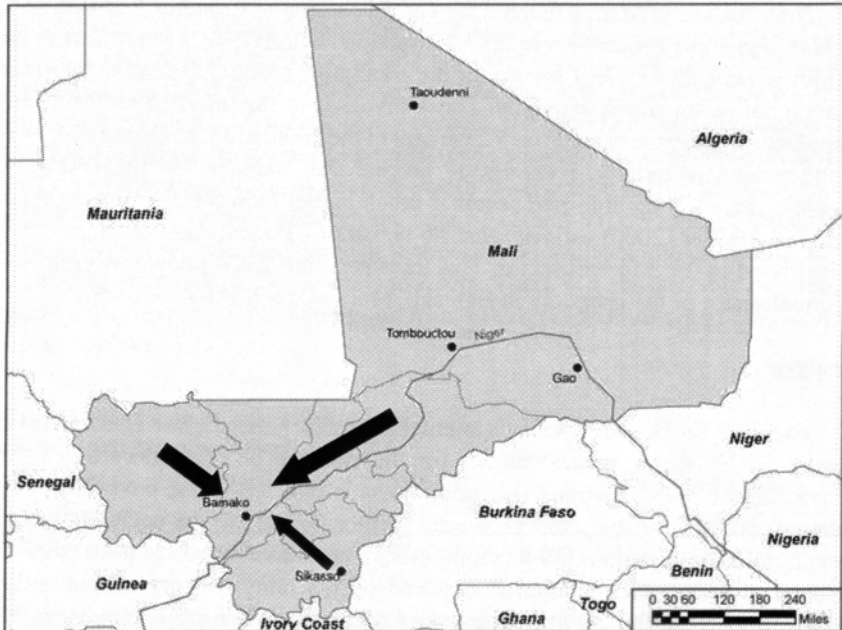 Taoudenni
Algeria
Mauritania
Mali
Tombouctou
Niger
Gao
Niger
Senegal
Bamako
Burkina Faso
Nigeria
Sikasso
Guinea
Benin
Togo
Ivory Coast
Ghana
0 30 60 120 180 240
Miles